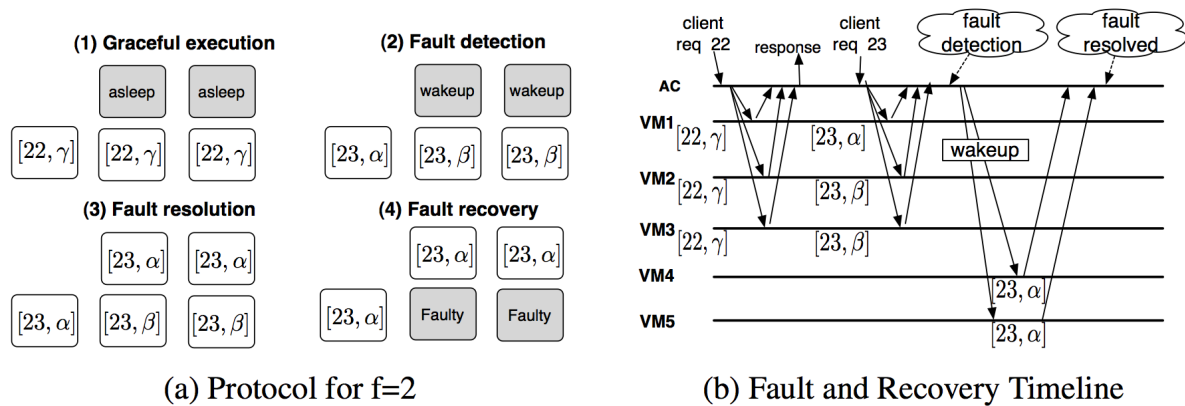 (1) Graceful execution
asleep
asleep
[22, γ]
[22, γ]
[22, γ]
(2) Fault detection
wakeup
wakeup
[23, α]
[23, β]
[23, β]
(3) Fault resolution
[23, α]
[23, α]
[23, α]
[23, β]
[23, β]
(4) Fault recovery
[23, α]
[23, α]
[23, α]
Faulty
Faulty
(a) Protocol for f=2
client
req 22
response
client
req 23
fault
detection
fault
resolved
AC
VM1
[22, γ]
[23, α]
wakeup
VM2
[22, γ]
[23, β]
VM3
[22, γ]
[23, β]
VM4
[23, α]
VM5
[23, α]
(b) Fault and Recovery Timeline